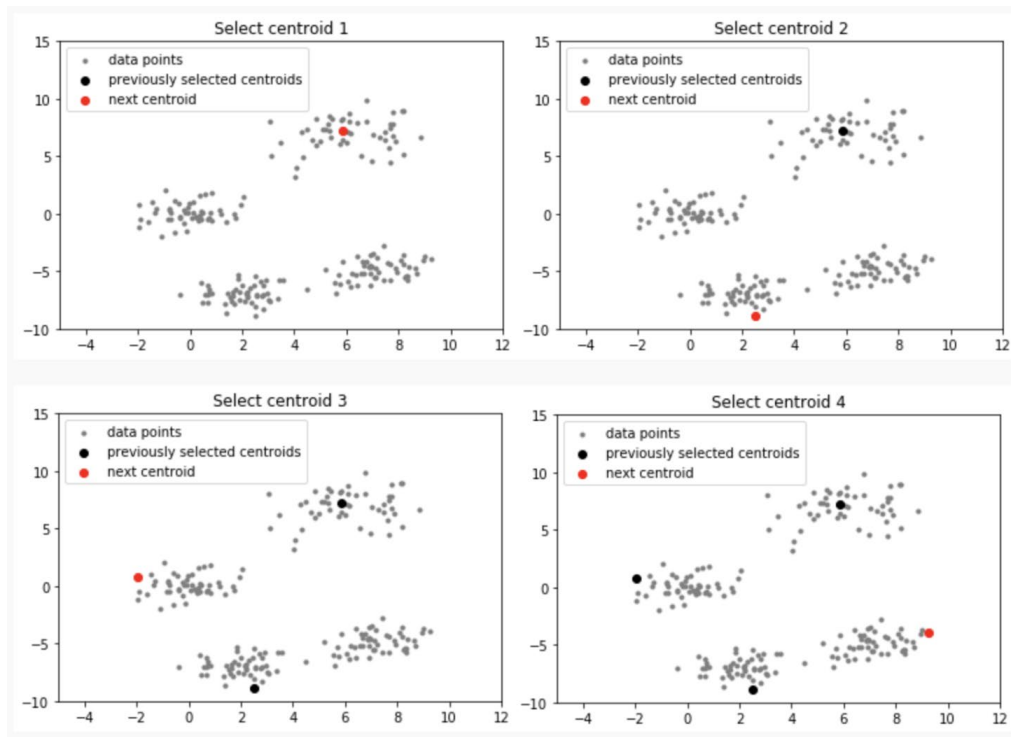 Select centroid 1
15
10
5
0
−5
−10
data points
previously selected centroids
next centroid
−4 −2 0 2 4 6 8 10 12
Select centroid 2
15
10
5
0
−5
−10
data points
previously selected centroids
next centroid
−4 −2 0 2 4 6 8 10 12
Select centroid 3
15
10
5
0
−5
−10
data points
previously selected centroids
next centroid
−4 −2 0 2 4 6 8 10 12
Select centroid 4
15
10
5
0
−5
−10
data points
previously selected centroids
next centroid
−4 −2 0 2 4 6 8 10 12